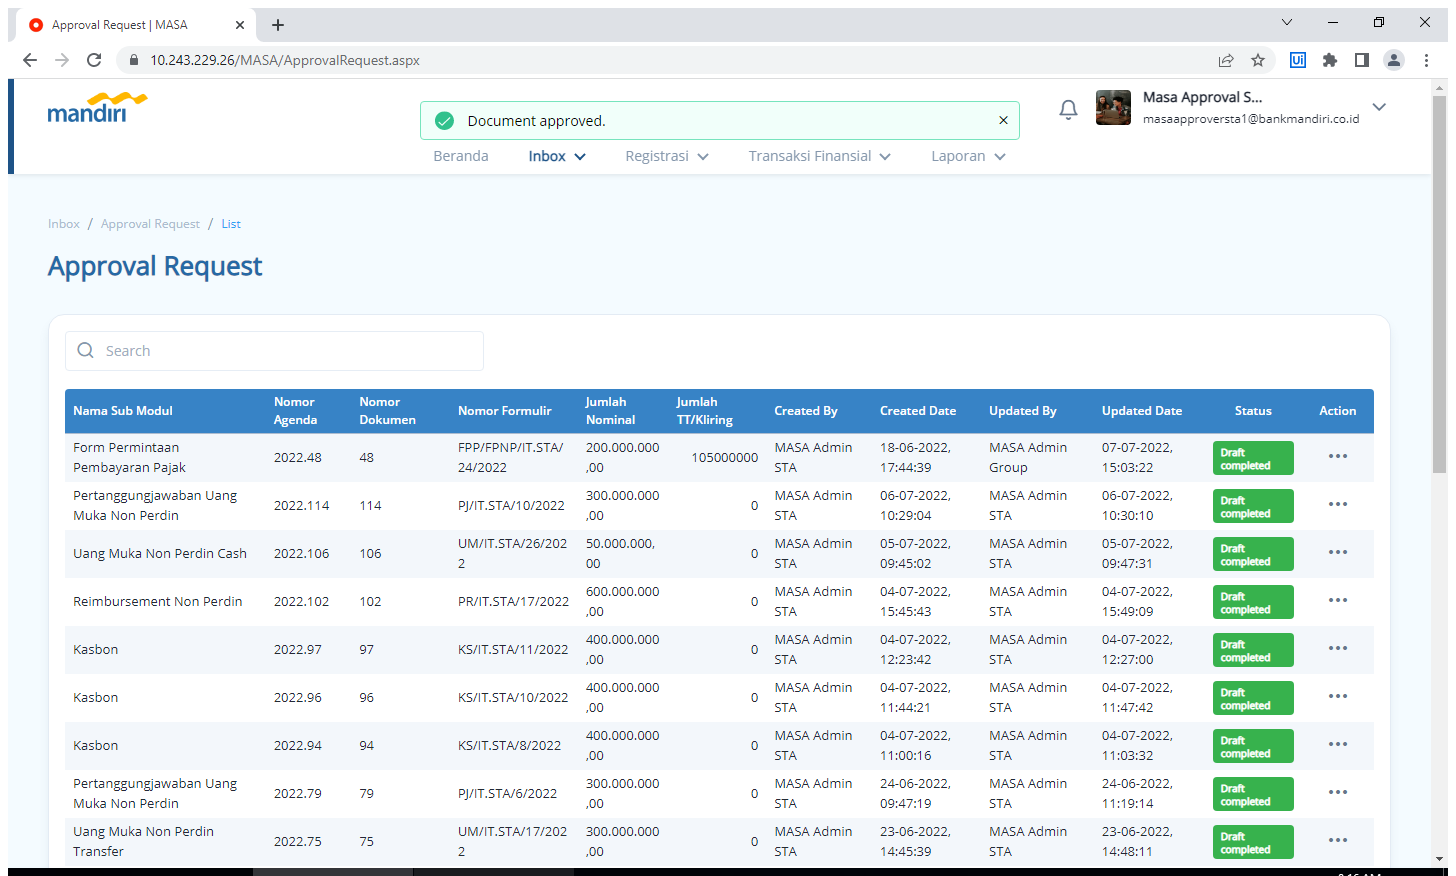 Approval Request | MASA
10.243.229.26/MASA/ApprovalRequest.aspx
Ui
mandiri
Document approved.
Masa Approval S...
masaapproversta1@bankmandiri.co.id
Beranda
Inbox
Registrasi
Transaksi Finansial
Laporan
Inbox / Approval Request / List
Approval Request
Search
Nama Sub Modul
Nomor
Agenda
Nomor
Dokumen
Nomor Formulir
Jumlah
Nominal
Jumlah
TT/Kliring
Created By
Created Date
Updated By
Updated Date
Status
Action
Form Permintaan
Pembayaran Pajak
2022.48
48
FPP/FPNP/IT.STA/
24/2022
200.000.000
,00
105000000
MASA Admin
STA
18-06-2022,
17:44:39
MASA Admin
Group
07-07-2022,
15:03:22
Draft
completed
Pertanggungjawaban Uang
Muka Non Perdin
2022.114
114
PJ/IT.STA/10/2022
300.000.000
,00
0
MASA Admin
STA
06-07-2022,
10:29:04
MASA Admin
STA
06-07-2022,
10:30:10
Draft
completed
Uang Muka Non Perdin Cash
2022.106
106
UM/IT.STA/26/202
2
50.000.000,
00
0
MASA Admin
STA
05-07-2022,
09:45:02
MASA Admin
STA
05-07-2022,
09:47:31
Draft
completed
Reimbursement Non Perdin
2022.102
102
PR/IT.STA/17/2022
600.000.000
,00
0
MASA Admin
STA
04-07-2022,
15:45:43
MASA Admin
STA
04-07-2022,
15:49:09
Draft
completed
Kasbon
2022.97
97
KS/IT.STA/11/2022
400.000.000
,00
0
MASA Admin
STA
04-07-2022,
12:23:42
MASA Admin
STA
04-07-2022,
12:27:00
Draft
completed
Kasbon
2022.96
96
KS/IT.STA/10/2022
400.000.000
,00
0
MASA Admin
STA
04-07-2022,
11:44:21
MASA Admin
STA
04-07-2022,
11:47:42
Draft
completed
Kasbon
2022.94
94
KS/IT.STA/8/2022
400.000.000
,00
0
MASA Admin
STA
04-07-2022,
11:00:16
MASA Admin
STA
04-07-2022,
11:03:32
Draft
completed
Pertanggungjawaban Uang
Muka Non Perdin
2022.79
79
PJ/IT.STA/6/2022
300.000.000
,00
0
MASA Admin
STA
24-06-2022,
09:47:19
MASA Admin
STA
24-06-2022,
11:19:14
Draft
completed
Uang Muka Non Perdin
Transfer
2022.75
75
UM/IT.STA/17/202
2
300.000.000
,00
0
MASA Admin
STA
23-06-2022,
14:45:39
MASA Admin
STA
23-06-2022,
14:48:11
Draft
completed